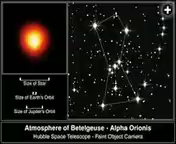 Size of Star
Size of Earth's Orbit
Size of Jupiter's Orbit
Atmosphere of Betelgeuse · Alpha Orionis
Hubble Space Telescope · Faint Object Camera